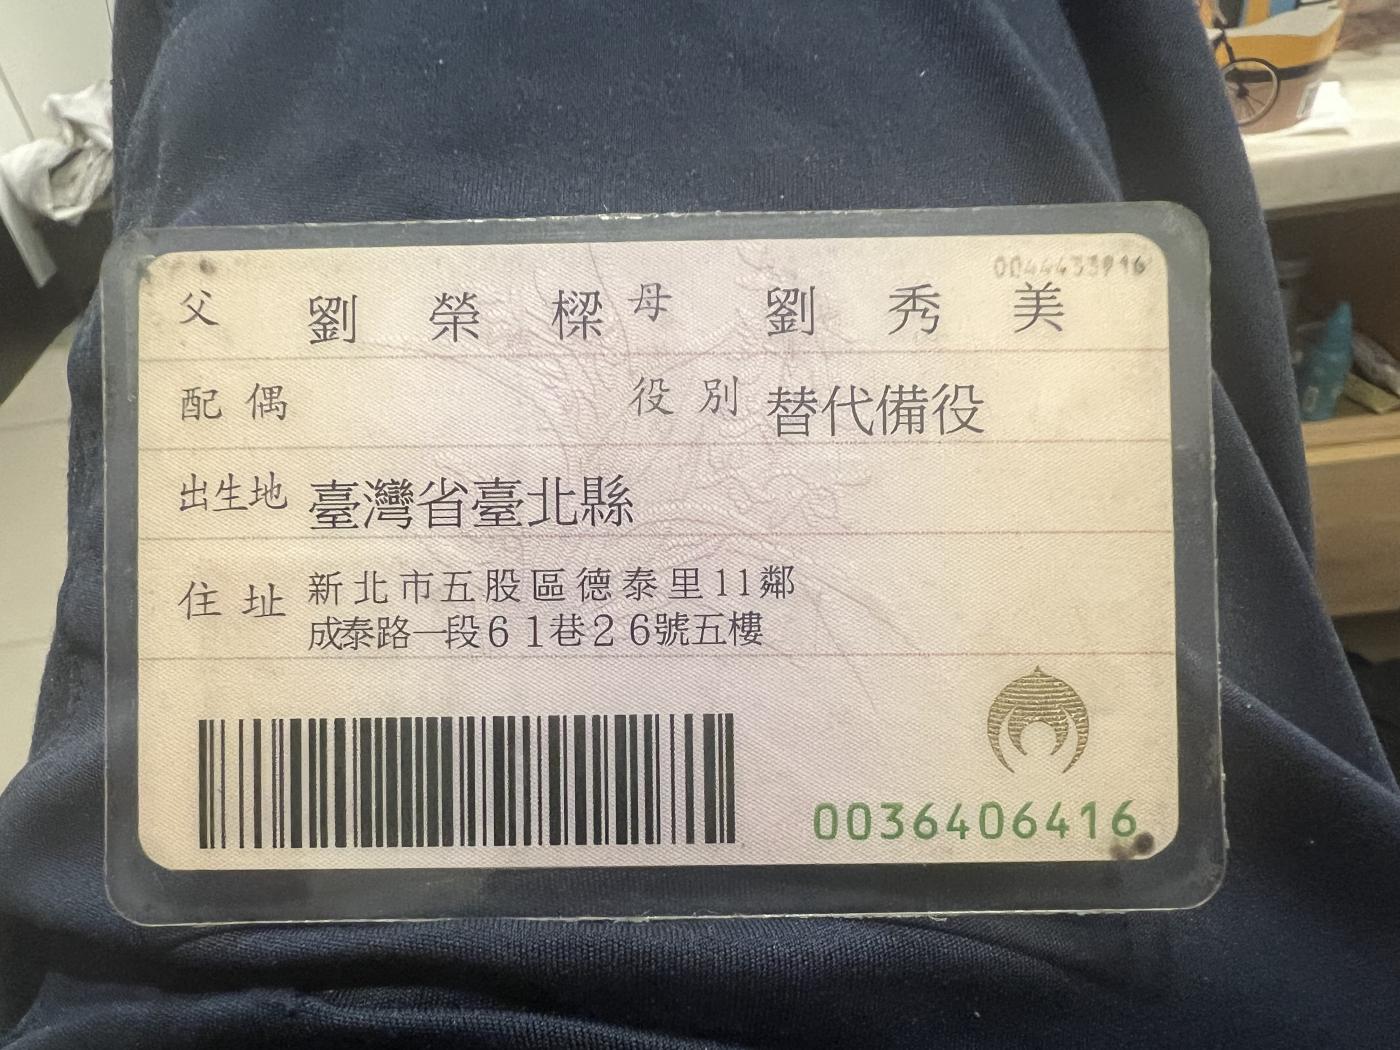 0044433916
父 劉榮樑 母 劉秀美
配偶 役別 替代備役
出生地 臺灣省臺北縣
住址 新北市五股區德泰里11鄰
成泰路一段61巷26號五樓
0036406416